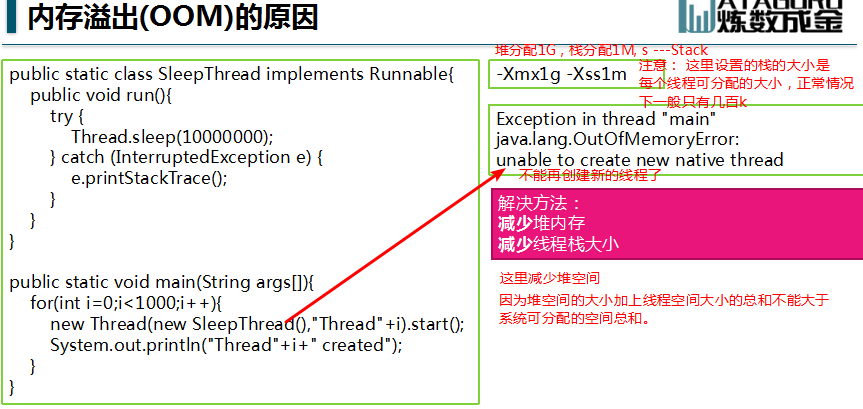 内存溢出(OOM)的原因
ATAGURU
炼数成金
public static class SleepThread implements Runnable{
public void run(){
try {
Thread.sleep(10000000);
} catch (InterruptedException e) {
e.printStackTrace();
}
}
}
public static void main(String args[]){
for(int i=0;i<1000;i++){
new Thread(new SleepThread(),"Thread"+i).start();
System.out.println("Thread"+i+" created");
}
}
堆分配1G，栈分配1M, s ---Stack
-Xmx1g -Xss1m
注意： 这里设置的栈的大小是
每个线程可分配的大小，正常情况
下一般只有几百k
Exception in thread "main"
java.lang.OutOfMemoryError:
unable to create new native thread
不能再创建新的线程了
解决方法：
减少堆内存
减少线程栈大小
这里减少堆空间
因为堆空间的大小加上线程空间大小的总和不能大于
系统可分配的空间总和。